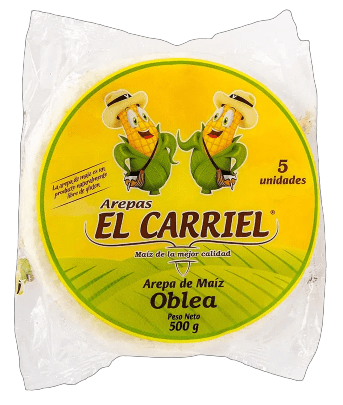 La arepa de maíz es un
producto naturalmente
libre de gluten
5
unidades
Arepas
EL CARRIEL®
Maíz de la mejor calidad
Arepa de Maíz
Oblea
Peso Neto
500 g